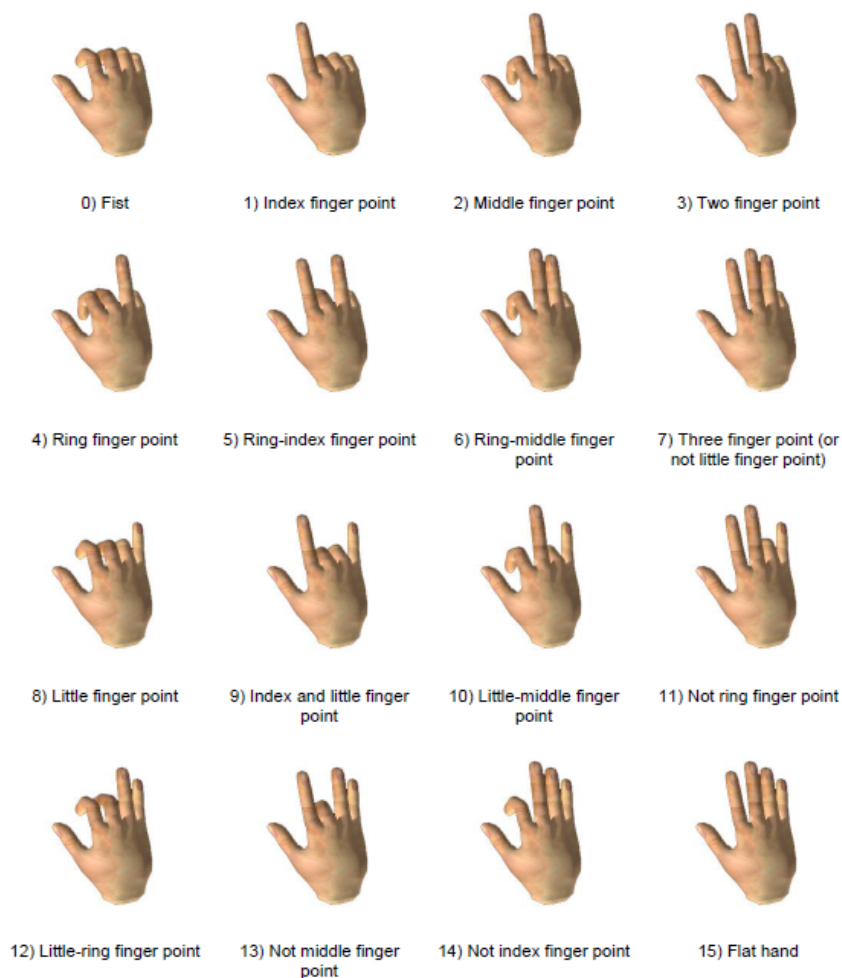 0) Fist
1) Index finger point
2) Middle finger point
3) Two finger point
4) Ring finger point
5) Ring-index finger point
6) Ring-middle finger
point
7) Three finger point (or
not little finger point)
8) Little finger point
9) Index and little finger
point
10) Little-middle finger
point
11) Not ring finger point
12) Little-ring finger point
13) Not middle finger
point
14) Not index finger point
15) Flat hand